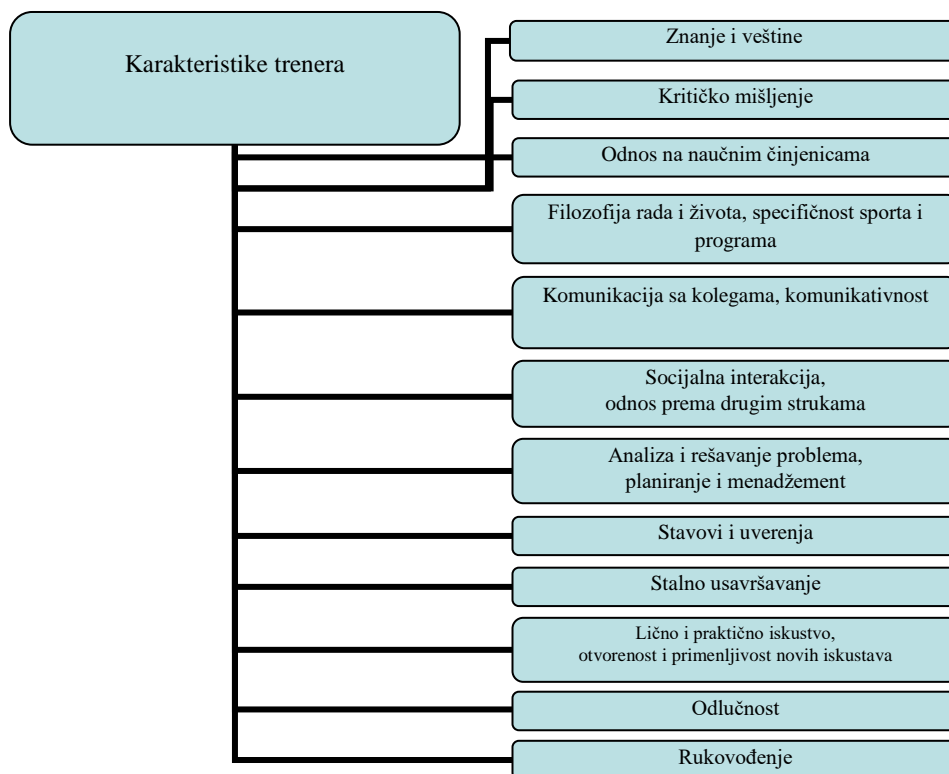 Karakteristike trenera
Znanje i veštine
Kritičko mišljenje
Odnos na naučnim činjenicama
Filozofija rada i života, specifičnost sporta i
programa
Komunikacija sa kolegama, komunikativnost
Socijalna interakcija,
odnos prema drugim strukama
Analiza i rešavanje problema,
planiranje i menadžement
Stavovi i uverenja
Stalno usavršavanje
Lično i praktično iskustvo,
otvorenost i primenljivost novih iskustava
Odlučnost
Rukovođenje